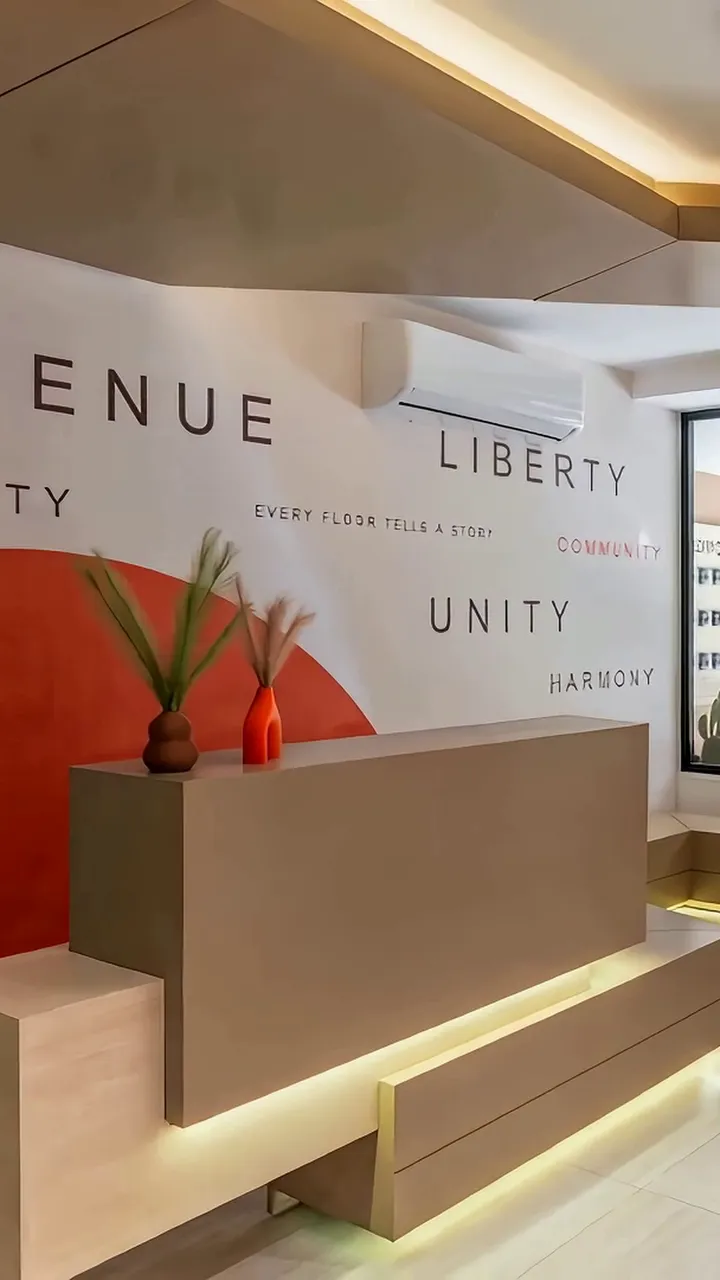 ENUE
LIBERTY
TY
EVERY FLOOR TELLS A STORY
COMMUNITY
UNITY
HARMONY